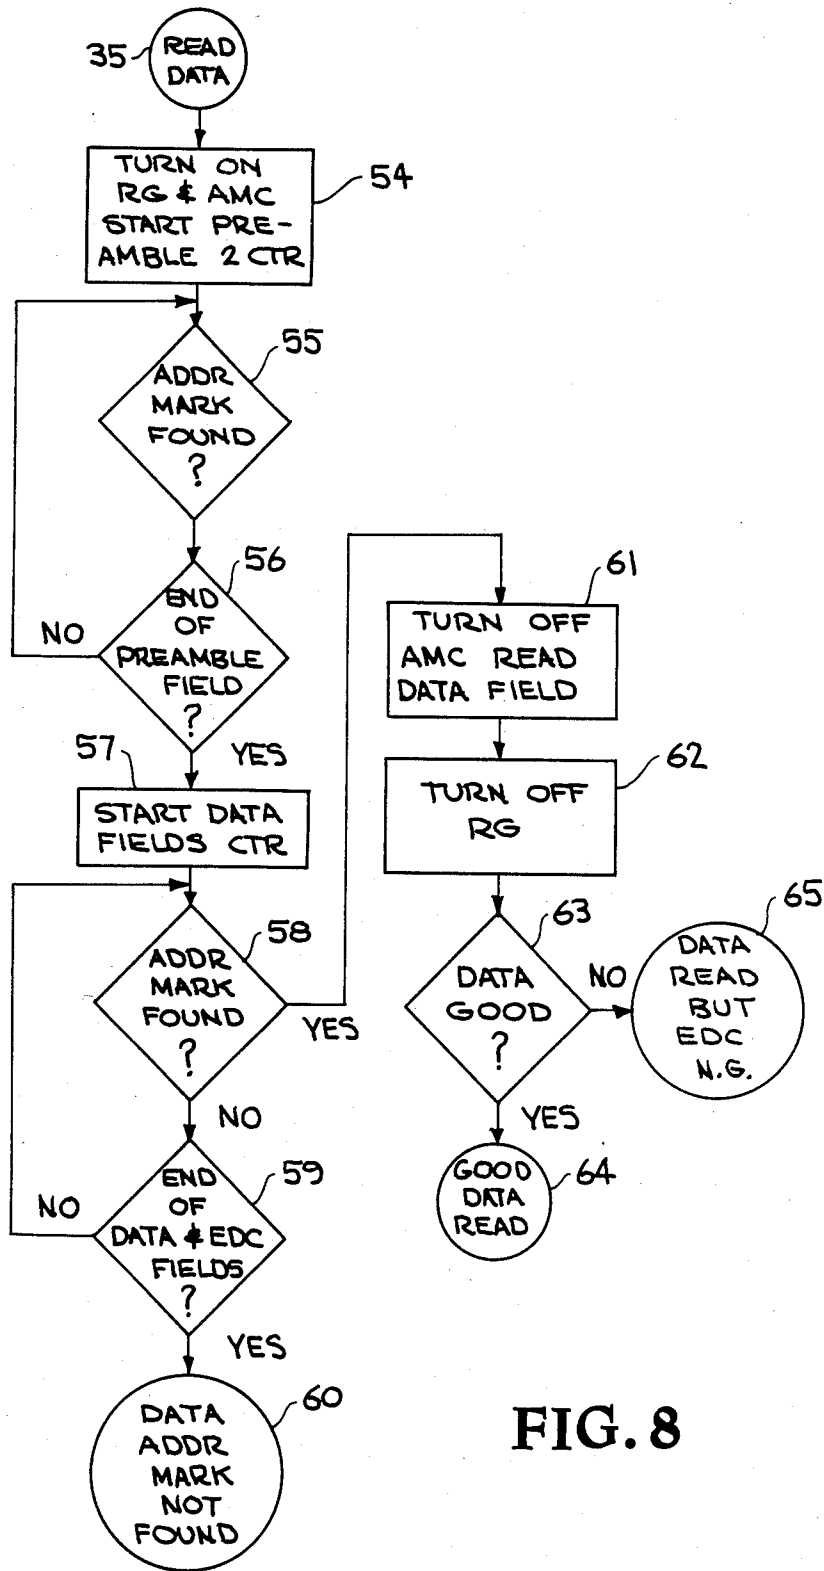 35
READ
DATA
TURN ON
RG & AMC
START PRE-
AMBLE 2 CTR
54
55
ADDR
MARK
FOUND
?
56
END
OF
PREAMBLE
FIELD
?
NO
YES
57
START DATA
FIELDS CTR
58
ADDR
MARK
FOUND
?
YES
NO
59
END
OF
DATA & EDC
FIELDS
?
NO
YES
60
DATA
ADDR
MARK
NOT
FOUND
61
TURN OFF
AMC READ
DATA FIELD
62
TURN OFF
RG
63
DATA
GOOD
?
NO
65
DATA
READ
BUT
EDC
N.G.
YES
64
GOOD
DATA
READ
FIG. 8